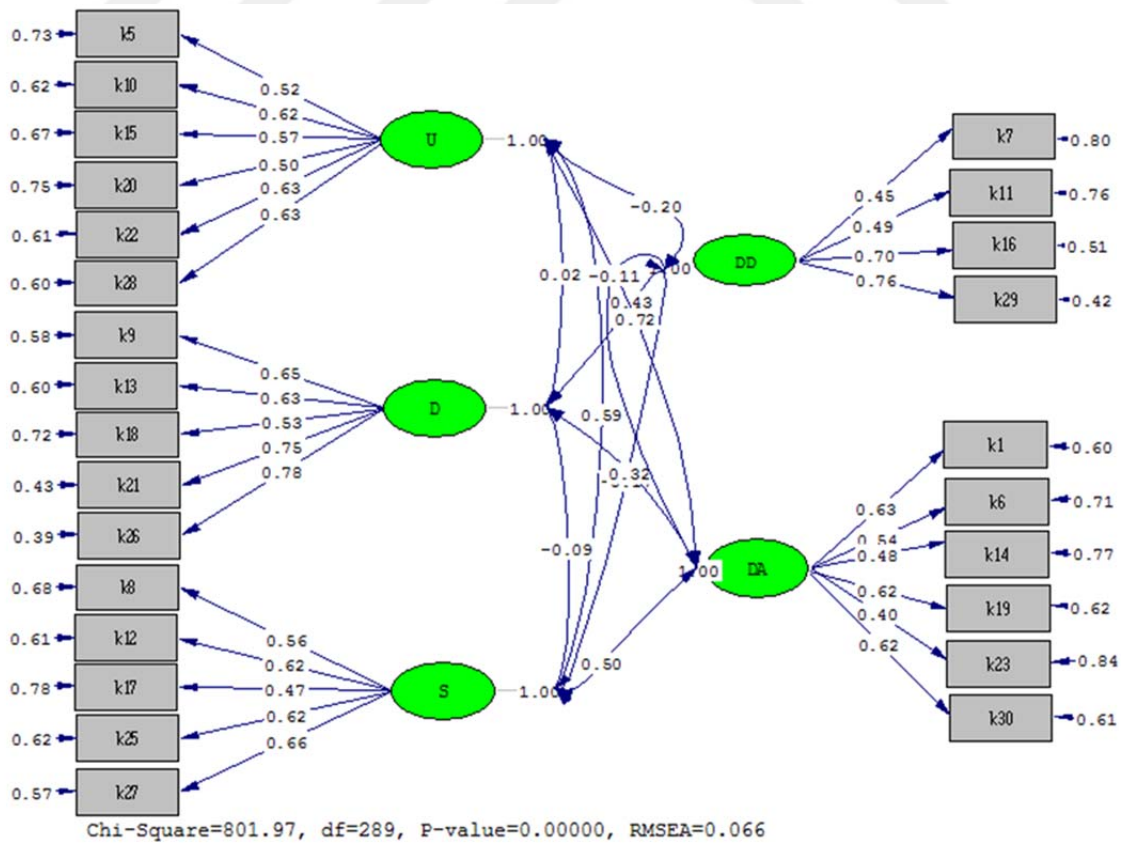 0.73 k5
0.62 k10
0.67 k15
0.75 k20
0.61 k22
0.60 k28
0.58 k9
0.60 k13
0.72 k18
0.43 k21
0.39 k26
0.68 k8
0.61 k12
0.78 k17
0.62 k25
0.57 k27
0.52
0.62
0.57
0.50
0.63
0.63
0.65
0.63
0.53
0.75
0.78
0.56
0.62
0.47
0.62
0.66
U 1.00
D 1.00
S 1.00
-0.20
0.02 -0.11
0.43
0.72
0.59
0.32
-0.09
0.50
DD
DA
0.45
0.49
0.70
0.76
0.63
0.54
0.48
0.62
0.40
0.62
k7 0.80
k11 0.76
k16 0.51
k29 0.42
k1 0.60
k6 0.71
k14 0.77
k19 0.62
k23 0.84
k30 0.61
Chi-Square=801.97, df=289, P-value=0.00000, RMSEA=0.066